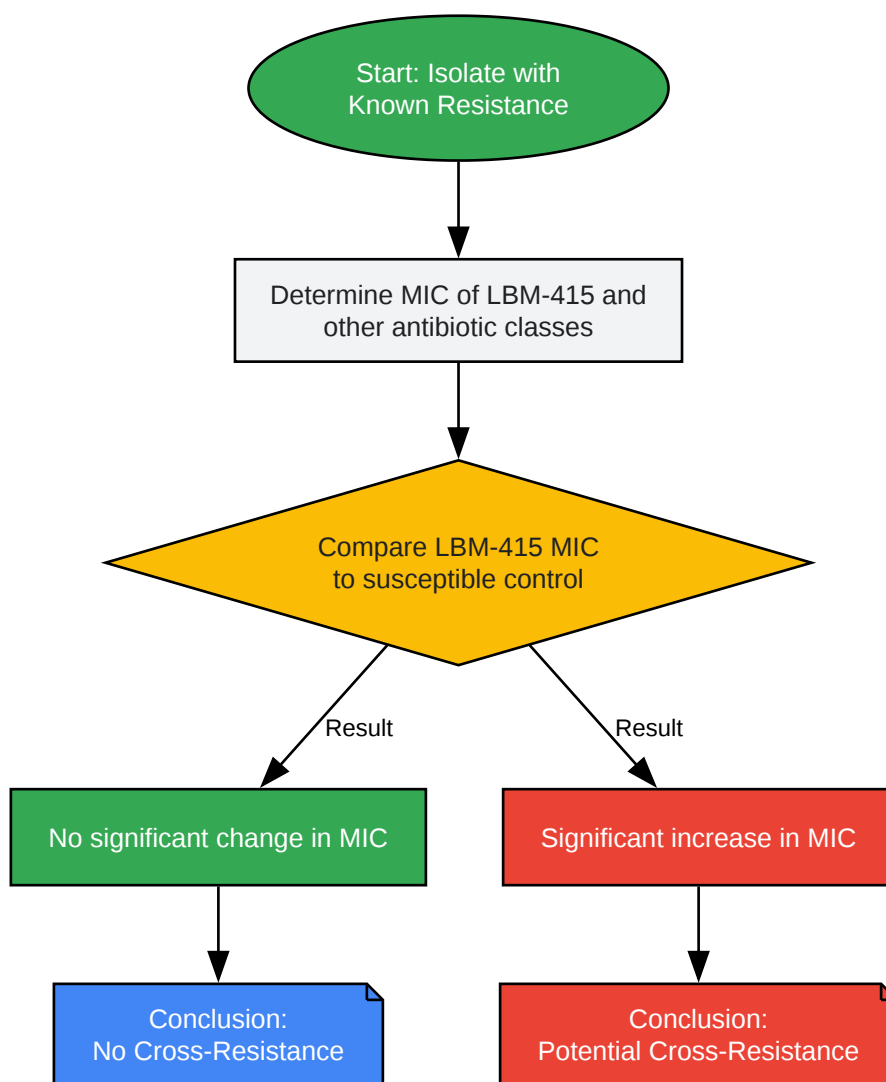 Start: Isolate with
Known Resistance
Determine MIC of LBM-415 and
other antibiotic classes
Compare LBM-415 MIC
to susceptible control
Result
Result
No significant change in MIC
Significant increase in MIC
Conclusion:
No Cross-Resistance
Conclusion:
Potential Cross-Resistance